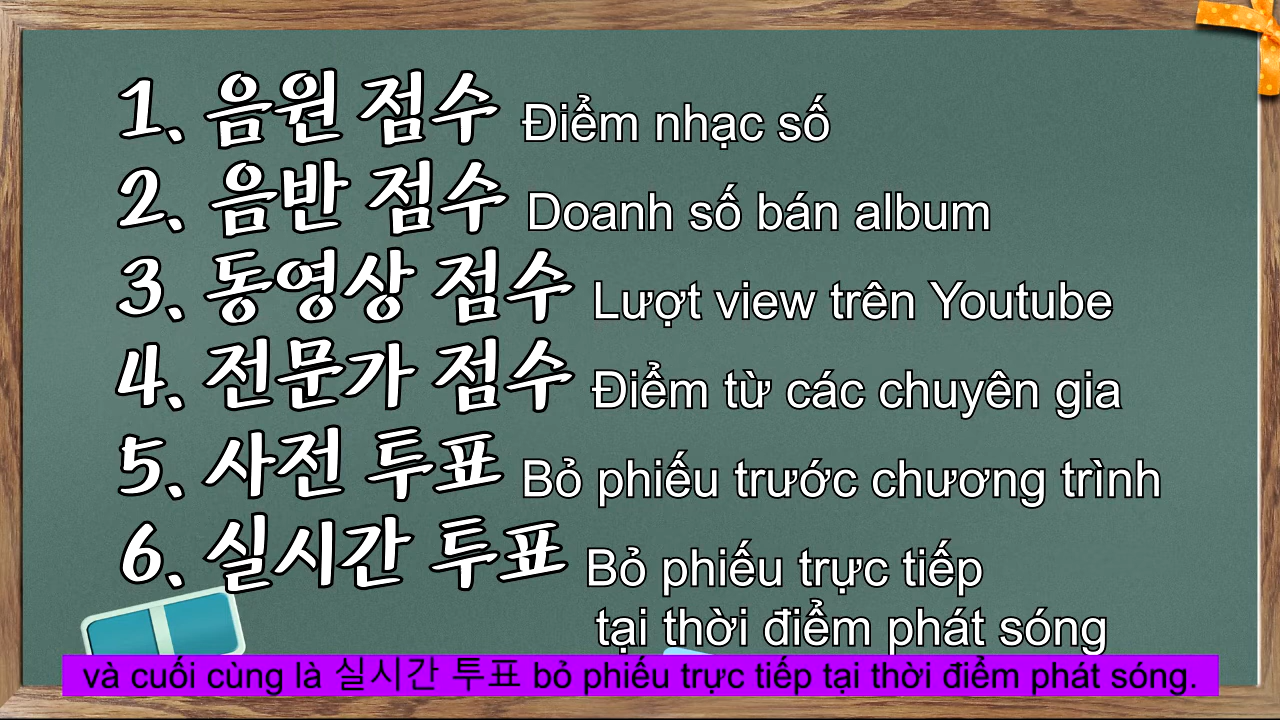 1. 음원 점수 Điểm nhạc số
2. 음반 점수 Doanh số bán album
3. 동영상 점수 Lượt view trên Youtube
4. 전문가 점수 Điểm từ các chuyên gia
5. 사전 투표 Bỏ phiếu trước chương trình
6. 실시간 투표 Bỏ phiếu trực tiếp
tại thời điểm phát sóng
và cuối cùng là 실시간 투표 bỏ phiếu trực tiếp tại thời điểm phát sóng.